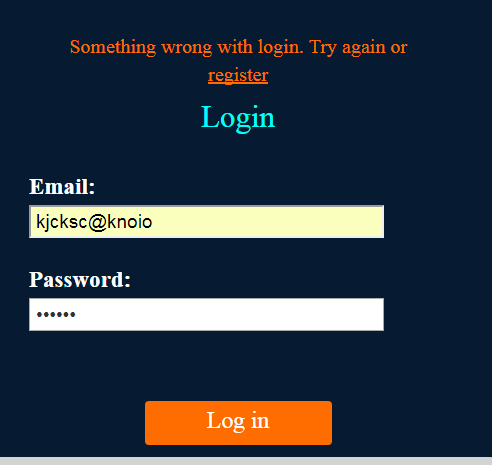 Something wrong with login. Try again or
register
Login
Email:
kjcksc@knoio
Password:
••••••
Log in